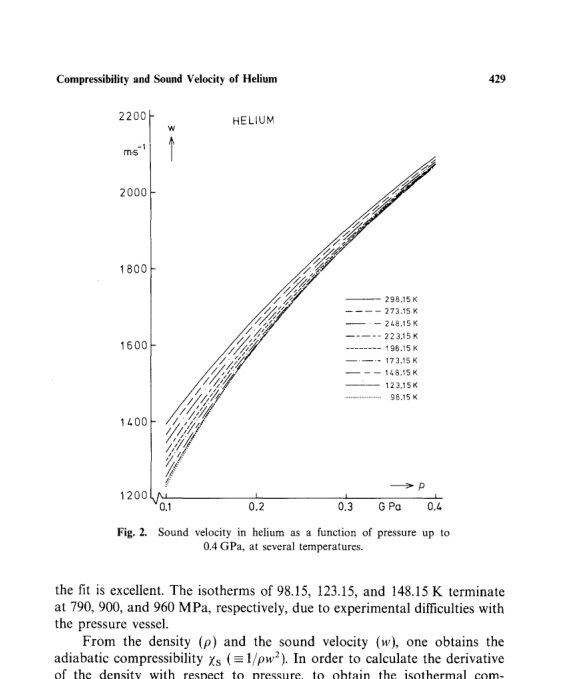 Compressibility and Sound Velocity of Helium 429
2200
HELIUM
w
m·s⁻¹
2000
1800
298.15 K
273.15 K
248.15 K
223.15 K
198.15 K
173.15 K
148.15 K
123.15 K
98.15 K
1600
1400
p
1200
0.1 0.2 0.3 G Pa 0.4
Fig. 2. Sound velocity in helium as a function of pressure up to
0.4 GPa, at several temperatures.
the fit is excellent. The isotherms of 98.15, 123.15, and 148.15 K terminate
at 790, 900, and 960 MPa, respectively, due to experimental difficulties with
the pressure vessel.
From the density (ρ) and the sound velocity (w), one obtains the
adiabatic compressibility χS (≡ 1/ρw²). In order to calculate the derivative
of the density with respect to pressure, to obtain the isothermal com-